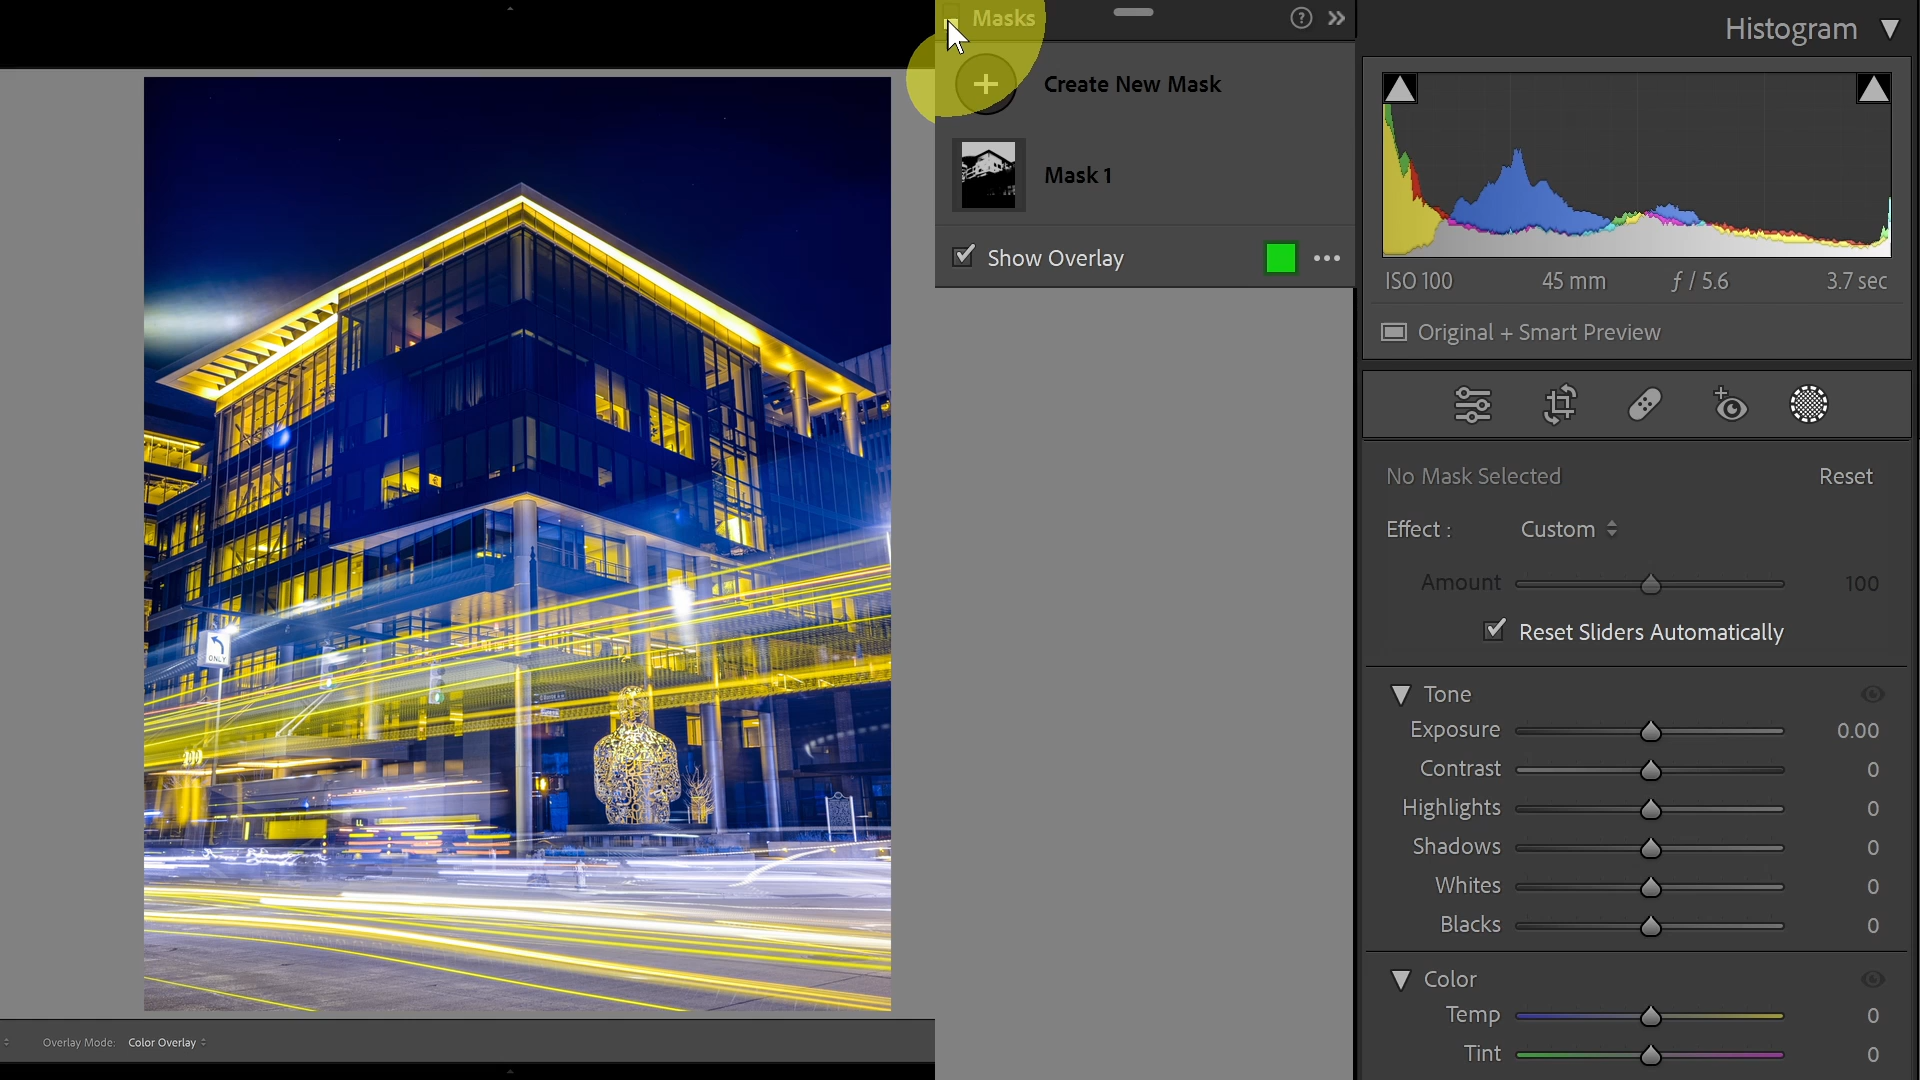 Masks
Create New Mask
Mask 1
Show Overlay
ONLY
Overlay Mode: Color Overlay
Histogram
ISO 100 45 mm ƒ / 5.6 3.7 sec
Original + Smart Preview
No Mask Selected Reset
Effect : Custom
Amount 100
Reset Sliders Automatically
Tone
Exposure 0.00
Contrast 0
Highlights 0
Shadows 0
Whites 0
Blacks 0
Color
Temp 0
Tint 0